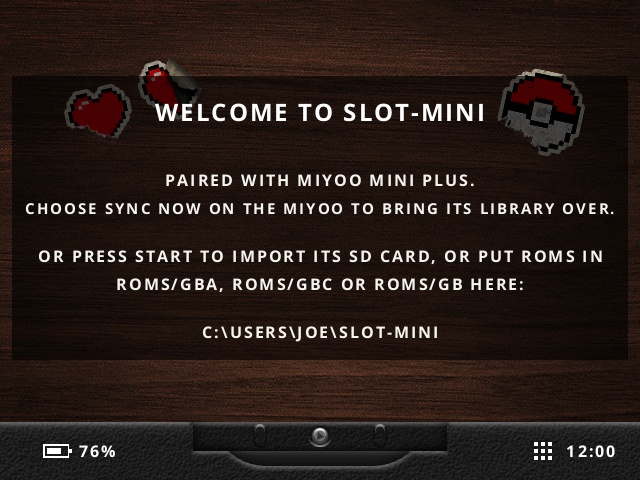 WELCOME TO SLOT-MINI
PAIRED WITH MIYOO MINI PLUS.
CHOOSE SYNC NOW ON THE MIYOO TO BRING ITS LIBRARY OVER.
OR PRESS START TO IMPORT ITS SD CARD, OR PUT ROMS IN
ROMS/GBA, ROMS/GBC OR ROMS/GB HERE:
C:\USERS\JOE\SLOT-MINI
76%
12:00